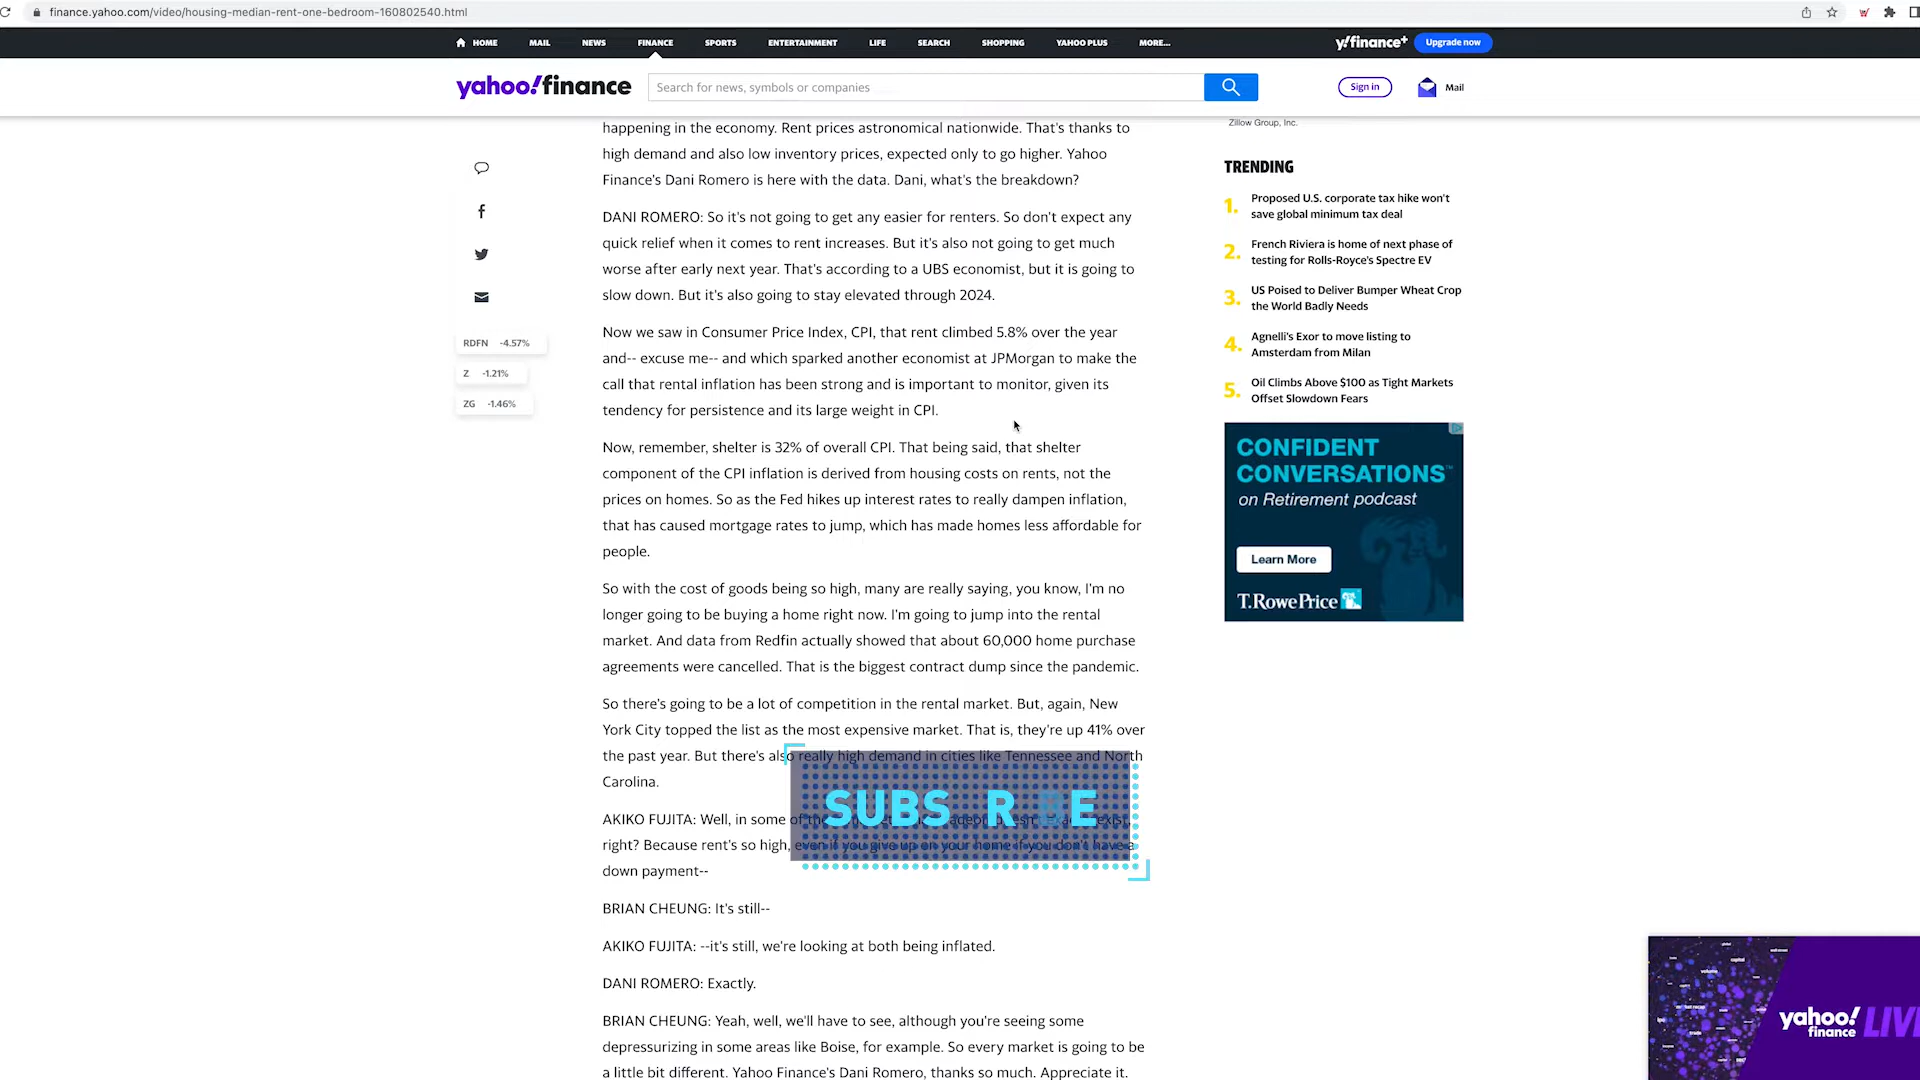 finance.yahoo.com/video/housing-median-rent-one-bedroom-160802540.html
HOME MAIL NEWS FINANCE SPORTS ENTERTAINMENT LIFE SEARCH SHOPPING YAHOO PLUS MORE...
y!finance+ Upgrade now
yahoo!finance
Search for news, symbols or companies
Sign in
Mail
happening in the economy. Rent prices astronomical nationwide. That's thanks to
high demand and also low inventory prices, expected only to go higher. Yahoo
Finance's Dani Romero is here with the data. Dani, what's the breakdown?
DANI ROMERO: So it's not going to get any easier for renters. So don't expect any
quick relief when it comes to rent increases. But it's also not going to get much
worse after early next year. That's according to a UBS economist, but it is going to
slow down. But it's also going to stay elevated through 2024.
Now we saw in Consumer Price Index, CPI, that rent climbed 5.8% over the year
and-- excuse me-- and which sparked another economist at JPMorgan to make the
call that rental inflation has been strong and is important to monitor, given its
tendency for persistence and its large weight in CPI.
Now, remember, shelter is 32% of overall CPI. That being said, that shelter
component of the CPI inflation is derived from housing costs on rents, not the
prices on homes. So as the Fed hikes up interest rates to really dampen inflation,
that has caused mortgage rates to jump, which has made homes less affordable for
people.
So with the cost of goods being so high, many are really saying, you know, I'm no
longer going to be buying a home right now. I'm going to jump into the rental
market. And data from Redfin actually showed that about 60,000 home purchase
agreements were cancelled. That is the biggest contract dump since the pandemic.
So there's going to be a lot of competition in the rental market. But, again, New
York City topped the list as the most expensive market. That is, they're up 41% over
the past year. But there's also really high demand in cities like Tennessee and North
Carolina.
AKIKO FUJITA: Well, in some of
right? Because rent's so high, even if you give up on your home if you don't have a
down payment--
SUBS R E
BRIAN CHEUNG: It's still--
AKIKO FUJITA: --it's still, we're looking at both being inflated.
DANI ROMERO: Exactly.
BRIAN CHEUNG: Yeah, well, we'll have to see, although you're seeing some
depressurizing in some areas like Boise, for example. So every market is going to be
a little bit different. Yahoo Finance's Dani Romero, thanks so much. Appreciate it.
RDFN -4.57%
Z -1.21%
ZG -1.46%
Zillow Group, Inc.
TRENDING
1. Proposed U.S. corporate tax hike won't
save global minimum tax deal
2. French Riviera is home of next phase of
testing for Rolls-Royce's Spectre EV
3. US Poised to Deliver Bumper Wheat Crop
the World Badly Needs
4. Agnelli's Exor to move listing to
Amsterdam from Milan
5. Oil Climbs Above $100 as Tight Markets
Offset Slowdown Fears
CONFIDENT
CONVERSATIONS™
on Retirement podcast
Learn More
T.RowePrice
yahoo!
finance LIVE